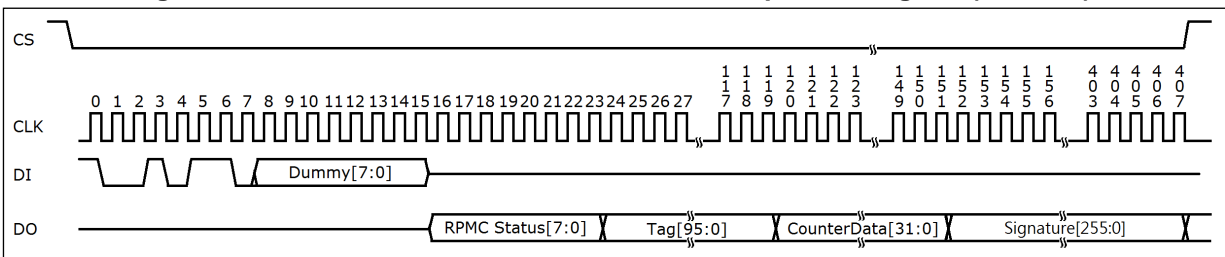 CS
117 118 119 120 121 122 123 149 150 151 152 153 154 155 156 403 404 405 406 407
0 1 2 3 4 5 6 7 8 9 10 11 12 13 14 15 16 17 18 19 20 21 22 23 24 25 26 27
CLK
DI Dummy[7:0]
DO RPMC Status[7:0] Tag[95:0] CounterData[31:0] Signature[255:0]